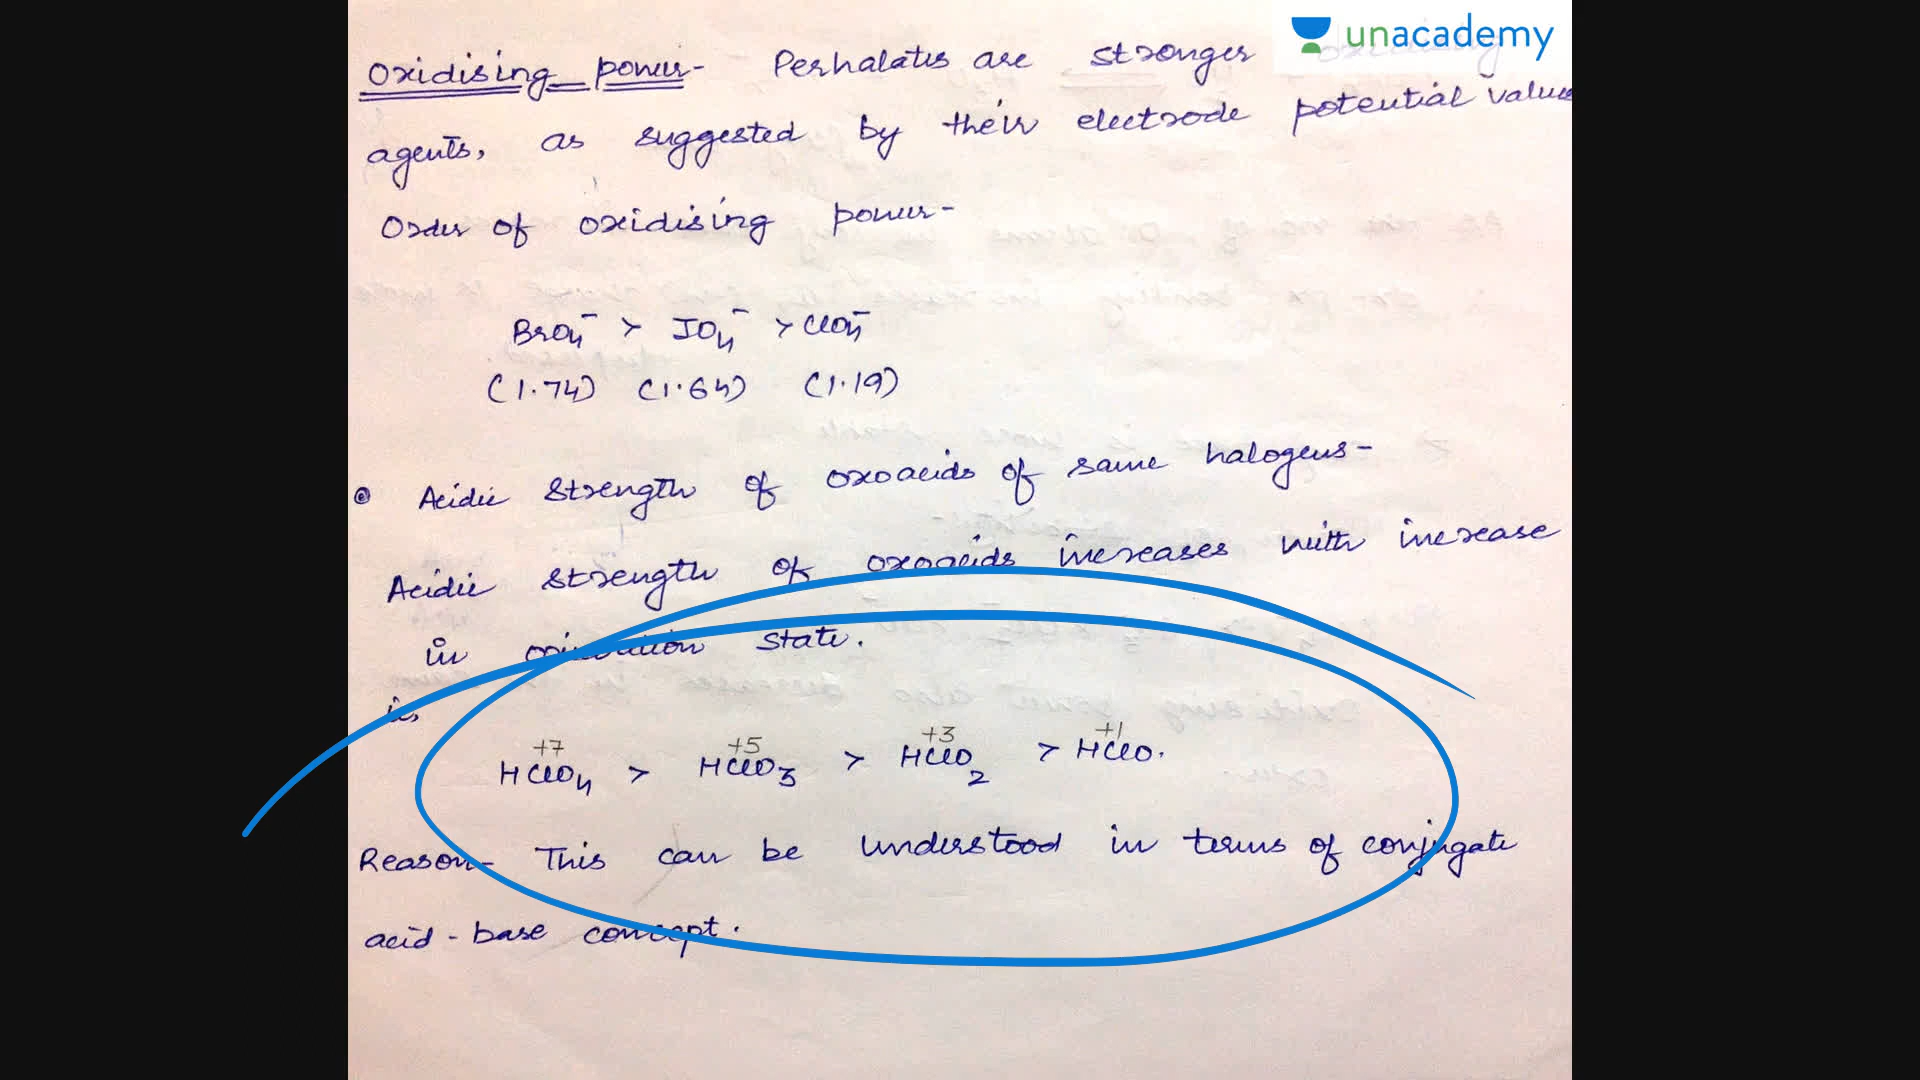 unacademy
Oxidising power- Perhalates are stronger oxidising
agents, as suggested by their electrode potential values
Order of oxidising power-
BrO4⁻ > IO4⁻ > ClO4⁻
(1.74) (1.64) (1.19)
Acidic strength of oxoacids of same halogens-
Acidic strength of oxoacids increases with increase
in oxidation state.
ie,
+7 +5 +3 +1
HClO4 > HClO3 > HClO2 > HClO.
Reason- This can be understood in terms of conjugate
acid-base concept.